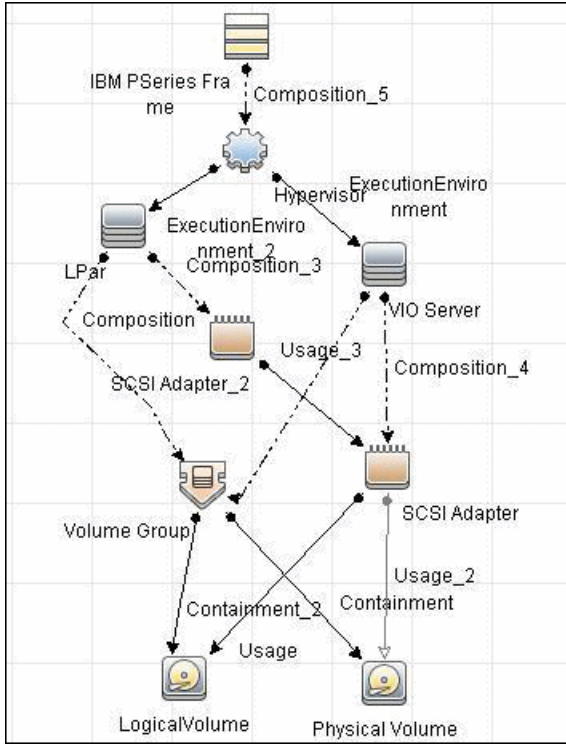 IBM PSeries Fra
me
Composition_5
Hypervisor
ExecutionEnviro
nment
ExecutionEnviro
nment_2
LPar
Composition_3
VIO Server
Composition
Usage_3
Composition_4
SCSI Adapter_2
SCSI Adapter
Volume Group
Usage_2
Containment_2
Containment
Usage
LogicalVolume
Physical Volume